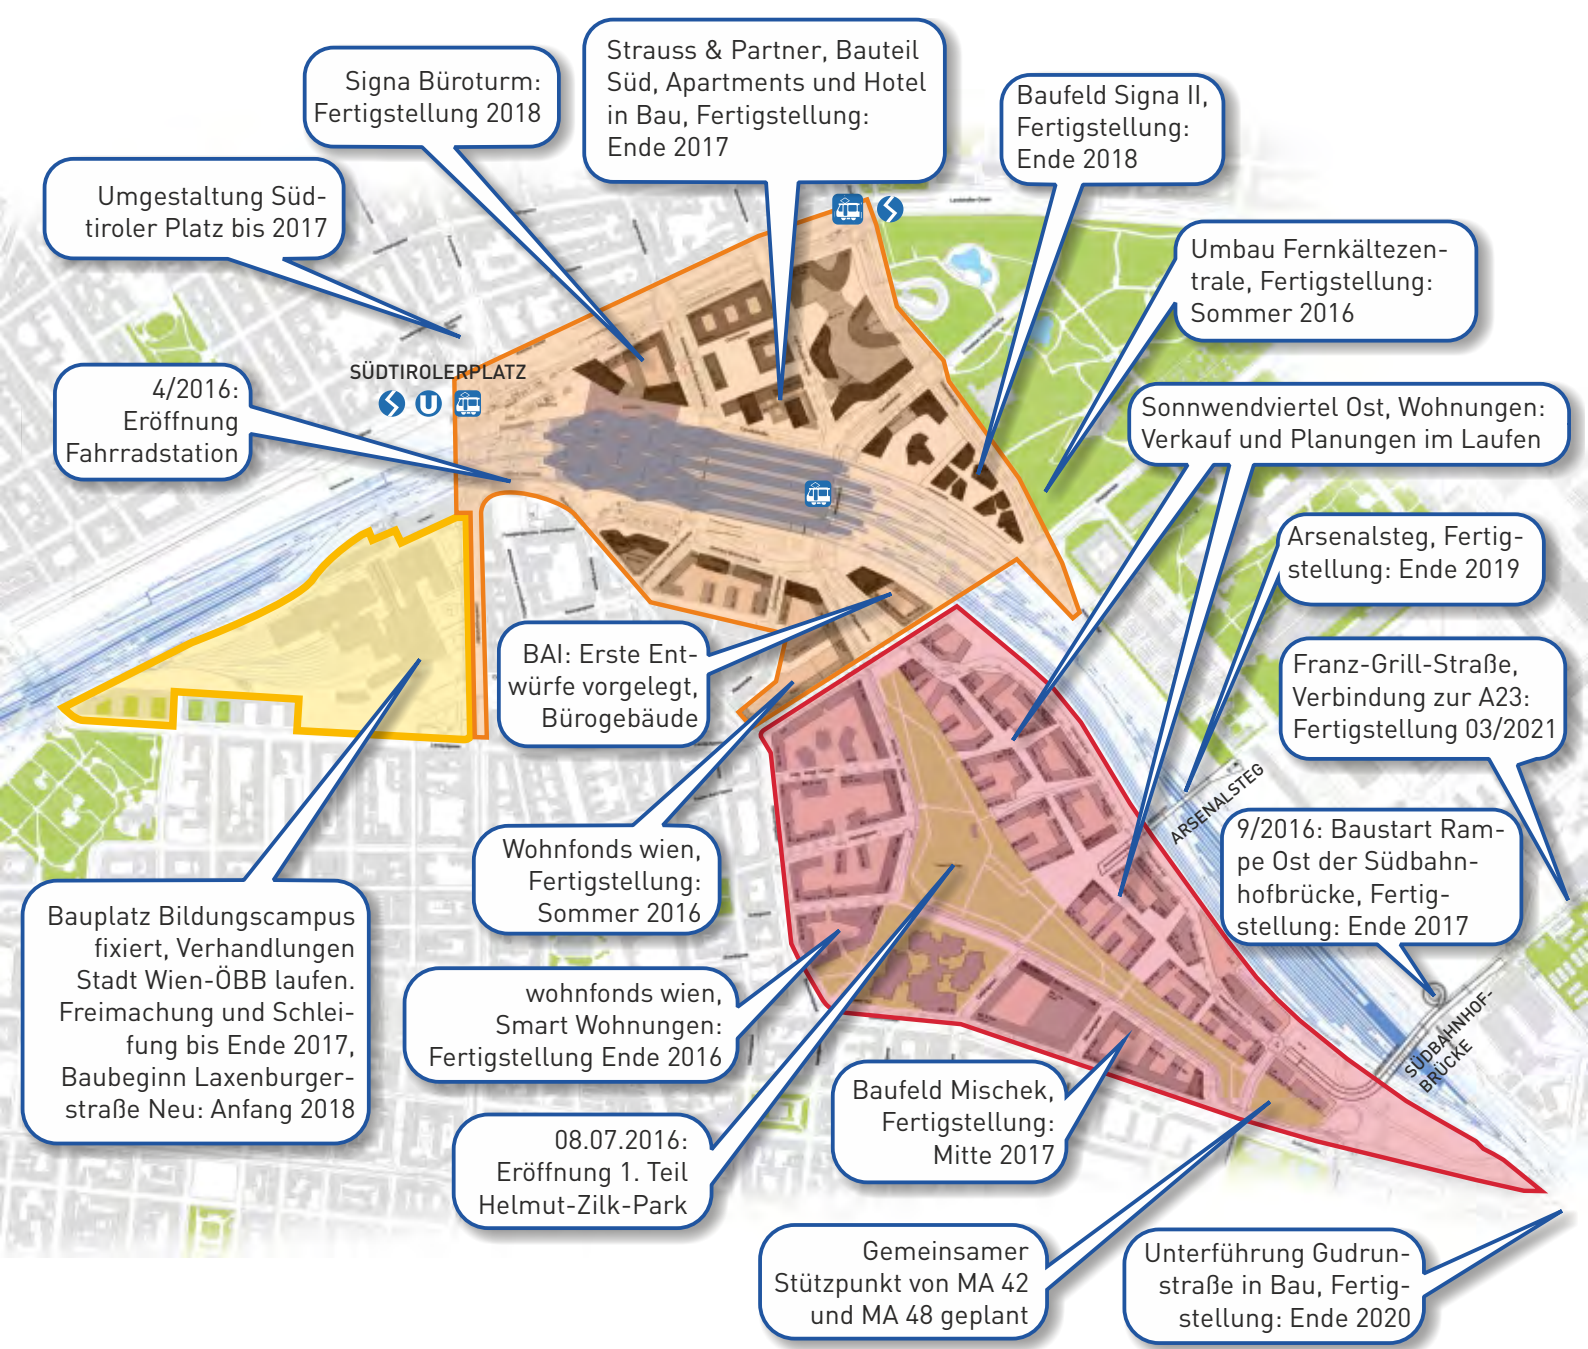 Signa Büroturm:
Fertigstellung 2018
Strauss & Partner, Bauteil
Süd, Apartments und Hotel
in Bau, Fertigstellung:
Ende 2017
Baufeld Signa II,
Fertigstellung:
Ende 2018
Umgestaltung Süd-
tiroler Platz bis 2017
Umbau Fernkältezen-
trale, Fertigstellung:
Sommer 2016
SÜDTIROLERPLATZ
U
4/2016:
Eröffnung
Fahrradstation
Sonnwendviertel Ost, Wohnungen:
Verkauf und Planungen im Laufen
Arsenalsteg, Fertig-
stellung: Ende 2019
BAI: Erste Ent-
würfe vorgelegt,
Bürogebäude
Franz-Grill-Straße,
Verbindung zur A23:
Fertigstellung 03/2021
ARSENALSTEG
Wohnfonds wien,
Fertigstellung:
Sommer 2016
9/2016: Baustart Ram-
pe Ost der Südbahn-
hofbrücke, Fertig-
stellung: Ende 2017
Bauplatz Bildungscampus
fixiert, Verhandlungen
Stadt Wien-ÖBB laufen.
Freimachung und Schlei-
fung bis Ende 2017,
Baubeginn Laxenburger-
straße Neu: Anfang 2018
wohnfonds wien,
Smart Wohnungen:
Fertigstellung Ende 2016
SÜDBAHNHOF-
BRÜCKE
Baufeld Mischek,
Fertigstellung:
Mitte 2017
08.07.2016:
Eröffnung 1. Teil
Helmut-Zilk-Park
Gemeinsamer
Stützpunkt von MA 42
und MA 48 geplant
Unterführung Gudrun-
straße in Bau, Fertig-
stellung: Ende 2020